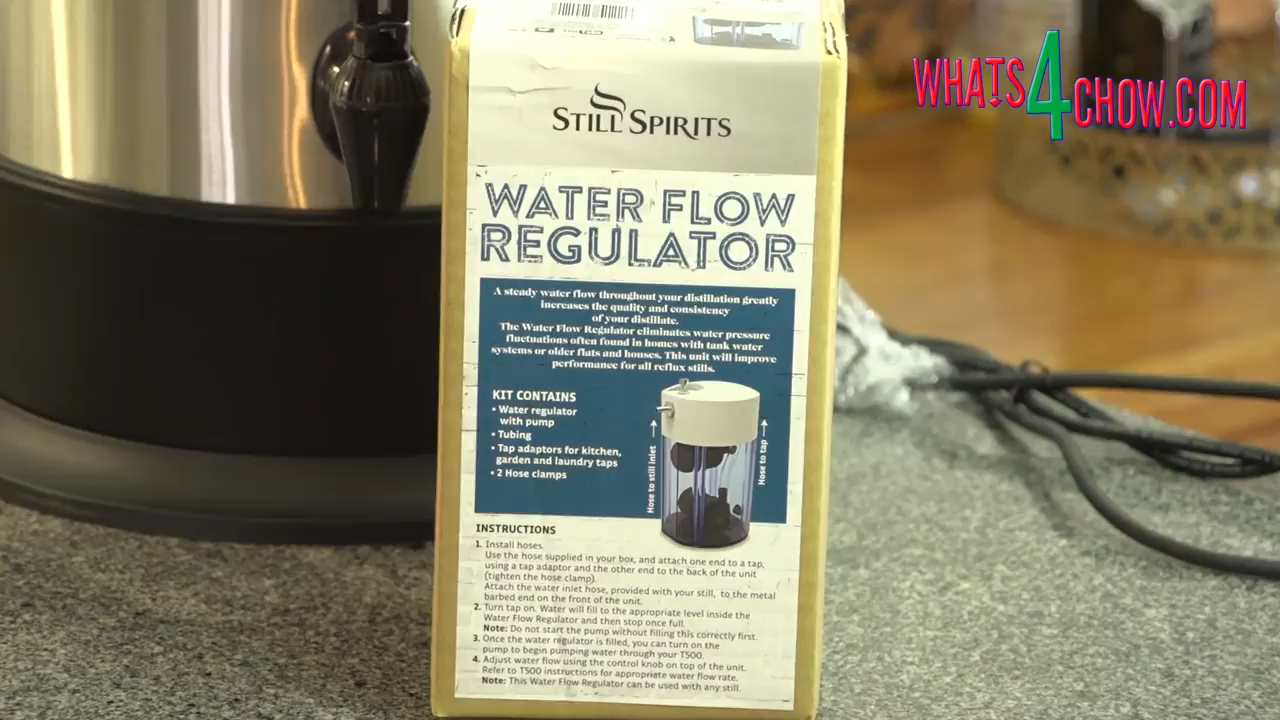 WHATS4CHOW.COM
STILL SPIRITS
WATER FLOW
REGULATOR
A steady water flow throughout your distillation greatly
increases the quality and consistency
of your distillate.
The Water Flow Regulator eliminates water pressure
fluctuations often found in homes with tank water
systems or older flats and houses. This unit will improve
performance for all reflux stills.
KIT CONTAINS
• Water regulator
with pump
• Tubing
• Tap adaptors for kitchen,
garden and laundry taps
• 2 Hose clamps
Hose to still inlet
Hose to tap
INSTRUCTIONS
1. Install hoses.
Use the hose supplied in your box, and attach one end to a tap,
using a tap adaptor and the other end to the back of the unit
(tighten the hose clamp).
Attach the water inlet hose, provided with your still, to the metal
barbed end on the front of the unit.
2. Turn tap on. Water will fill to the appropriate level inside the
Water Flow Regulator and then stop once full.
Note: Do not start the pump without filling this correctly first.
3. Once the water regulator is filled, you can turn on the
pump to begin pumping water through your T500.
4. Adjust water flow using the control knob on top of the unit.
Refer to T500 instructions for appropriate water flow rate.
Note: This Water Flow Regulator can be used with any still.